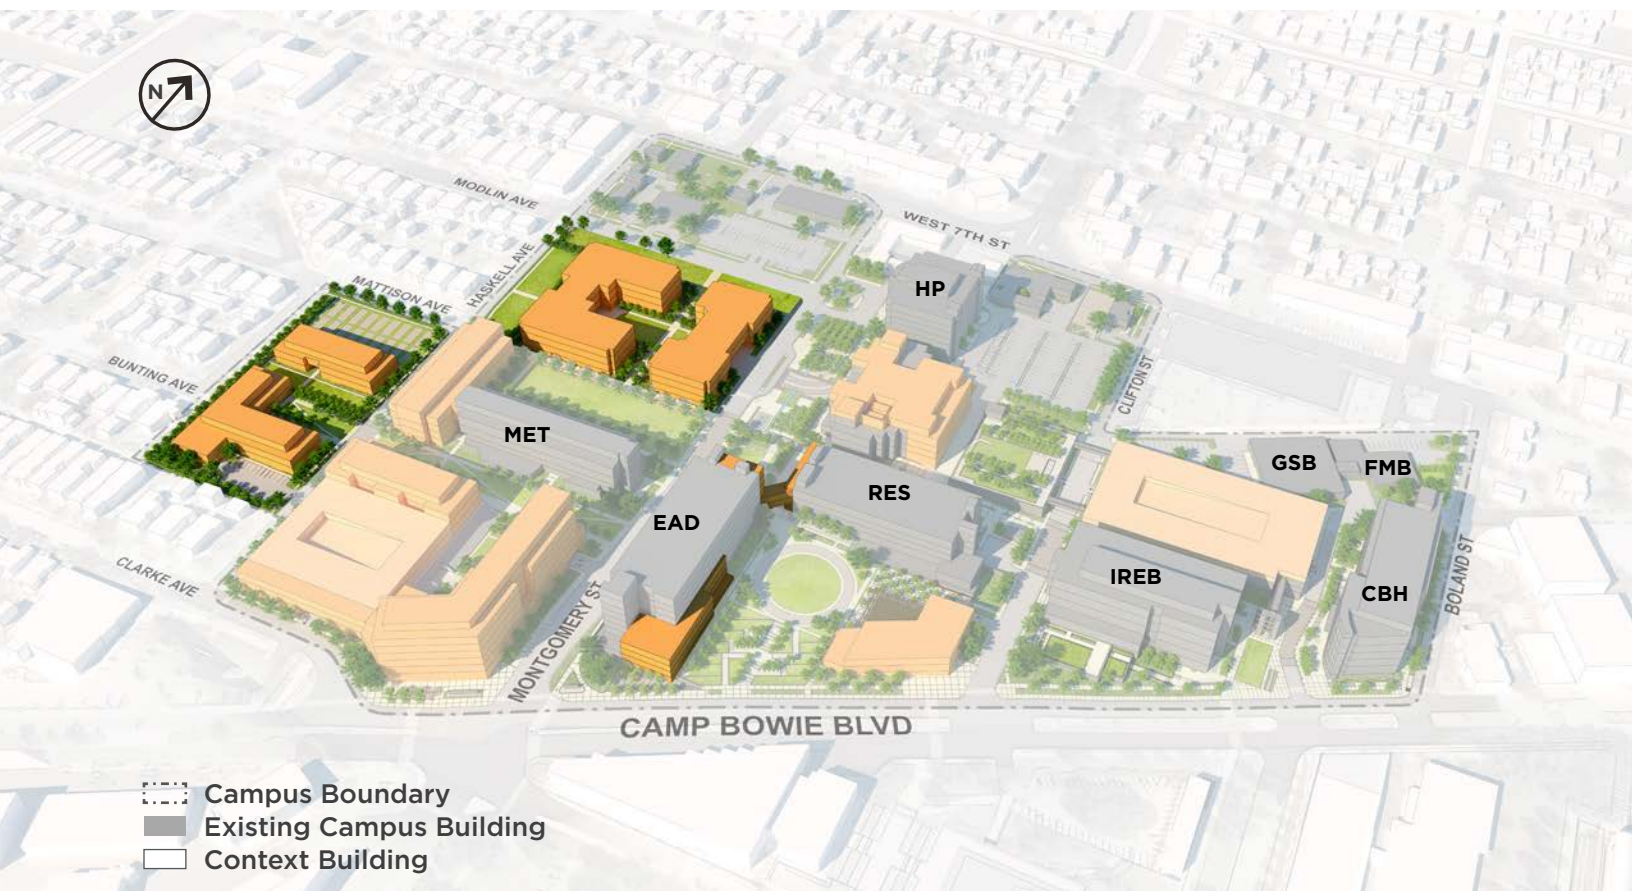 N
MODLIN AVE
WEST 7TH ST
HASKELL AVE
MATTISON AVE
HP
BUNTING AVE
CLIFTON ST
MET
GSB
FMB
RES
EAD
IREB
CBH
CLARKE AVE
BOLAND ST
MONTGOMERY ST
CAMP BOWIE BLVD
Campus Boundary
Existing Campus Building
Context Building